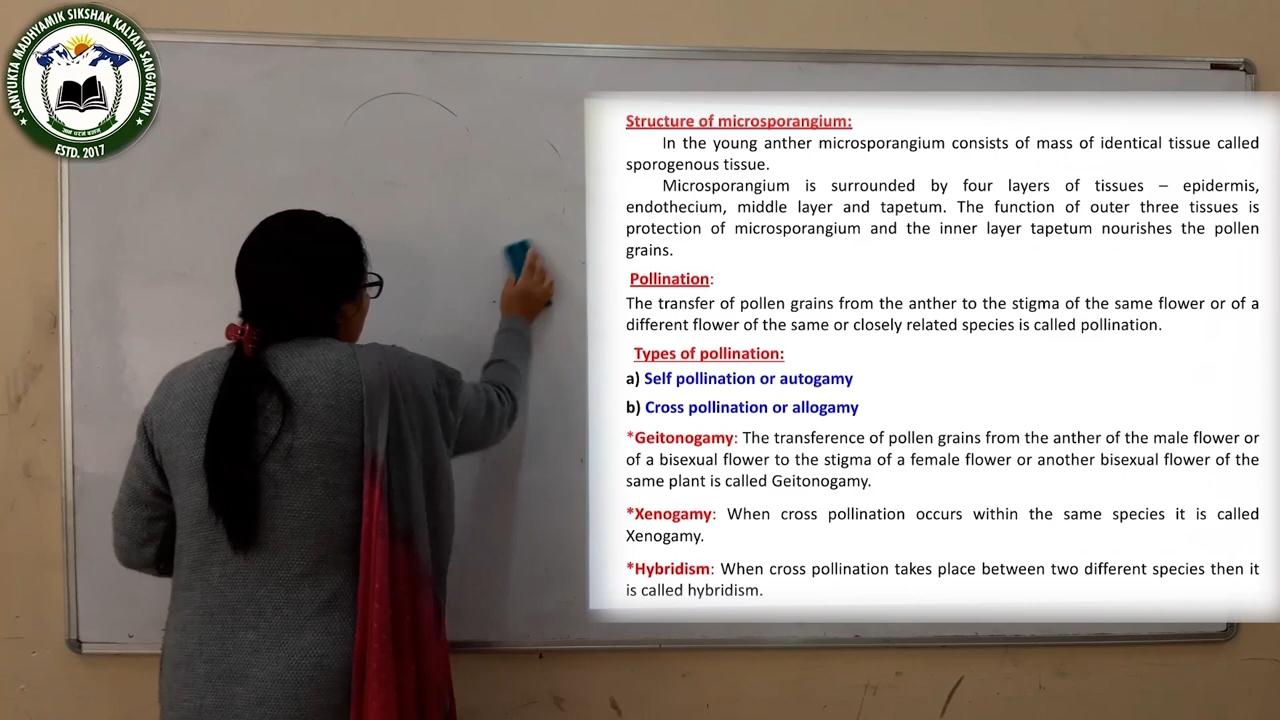 SANYUKTA MADHYAMIK SIKSHAK KALYAN SANGATHAN
ESTD. 2017
Structure of microsporangium:
In the young anther microsporangium consists of mass of identical tissue called
sporogenous tissue.
Microsporangium is surrounded by four layers of tissues – epidermis,
endothecium, middle layer and tapetum. The function of outer three tissues is
protection of microsporangium and the inner layer tapetum nourishes the pollen
grains.
Pollination:
The transfer of pollen grains from the anther to the stigma of the same flower or of a
different flower of the same or closely related species is called pollination.
Types of pollination:
a) Self pollination or autogamy
b) Cross pollination or allogamy
*Geitonogamy: The transference of pollen grains from the anther of the male flower or
of a bisexual flower to the stigma of a female flower or another bisexual flower of the
same plant is called Geitonogamy.
*Xenogamy: When cross pollination occurs within the same species it is called
Xenogamy.
*Hybridism: When cross pollination takes place between two different species then it
is called hybridism.